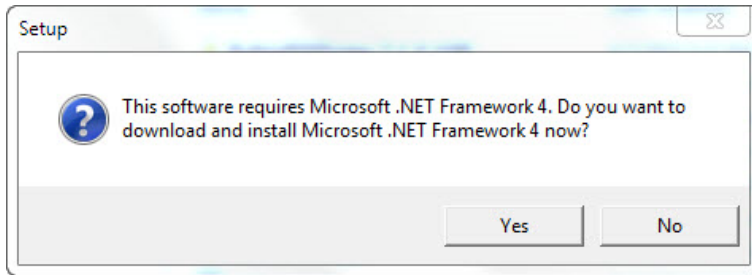 Setup
This software requires Microsoft .NET Framework 4. Do you want to
download and install Microsoft .NET Framework 4 now?
Yes
No